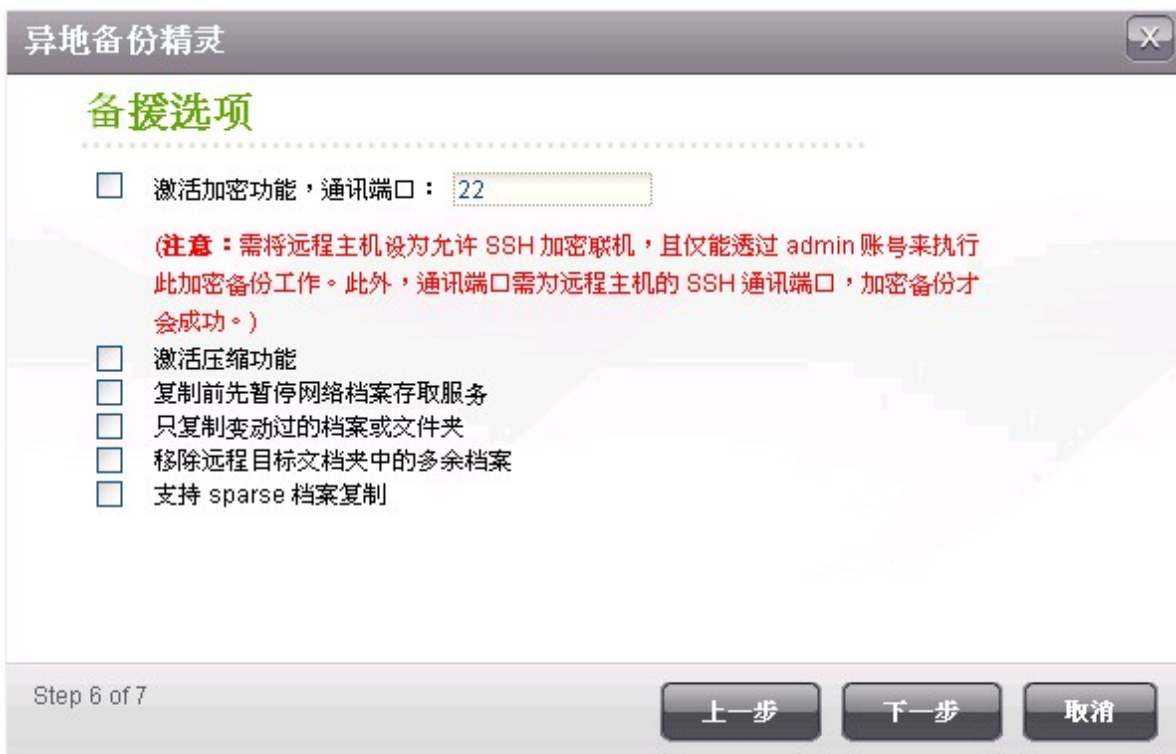 异地备份精灵
X
备援选项
激活加密功能，通讯端口： 22
(注意：需将远程主机设为允许 SSH 加密联机，且仅能透过 admin 账号来执行
此加密备份工作。此外，通讯端口需为远程主机的 SSH 通讯端口，加密备份才
会成功。)
激活压缩功能
复制前先暂停网络档案存取服务
只复制变动过的档案或文件夹
移除远程目标文档夹中的多余档案
支持 sparse 档案复制
Step 6 of 7
上一步 下一步 取消